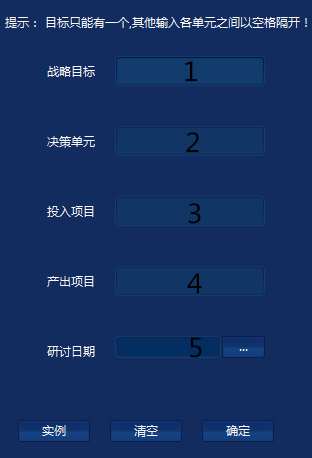 提示： 目标只能有一个,其他输入各单元之间以空格隔开！
战略目标 1
决策单元 2
投入项目 3
产出项目 4
研讨日期 5 ...
实例 清空 确定